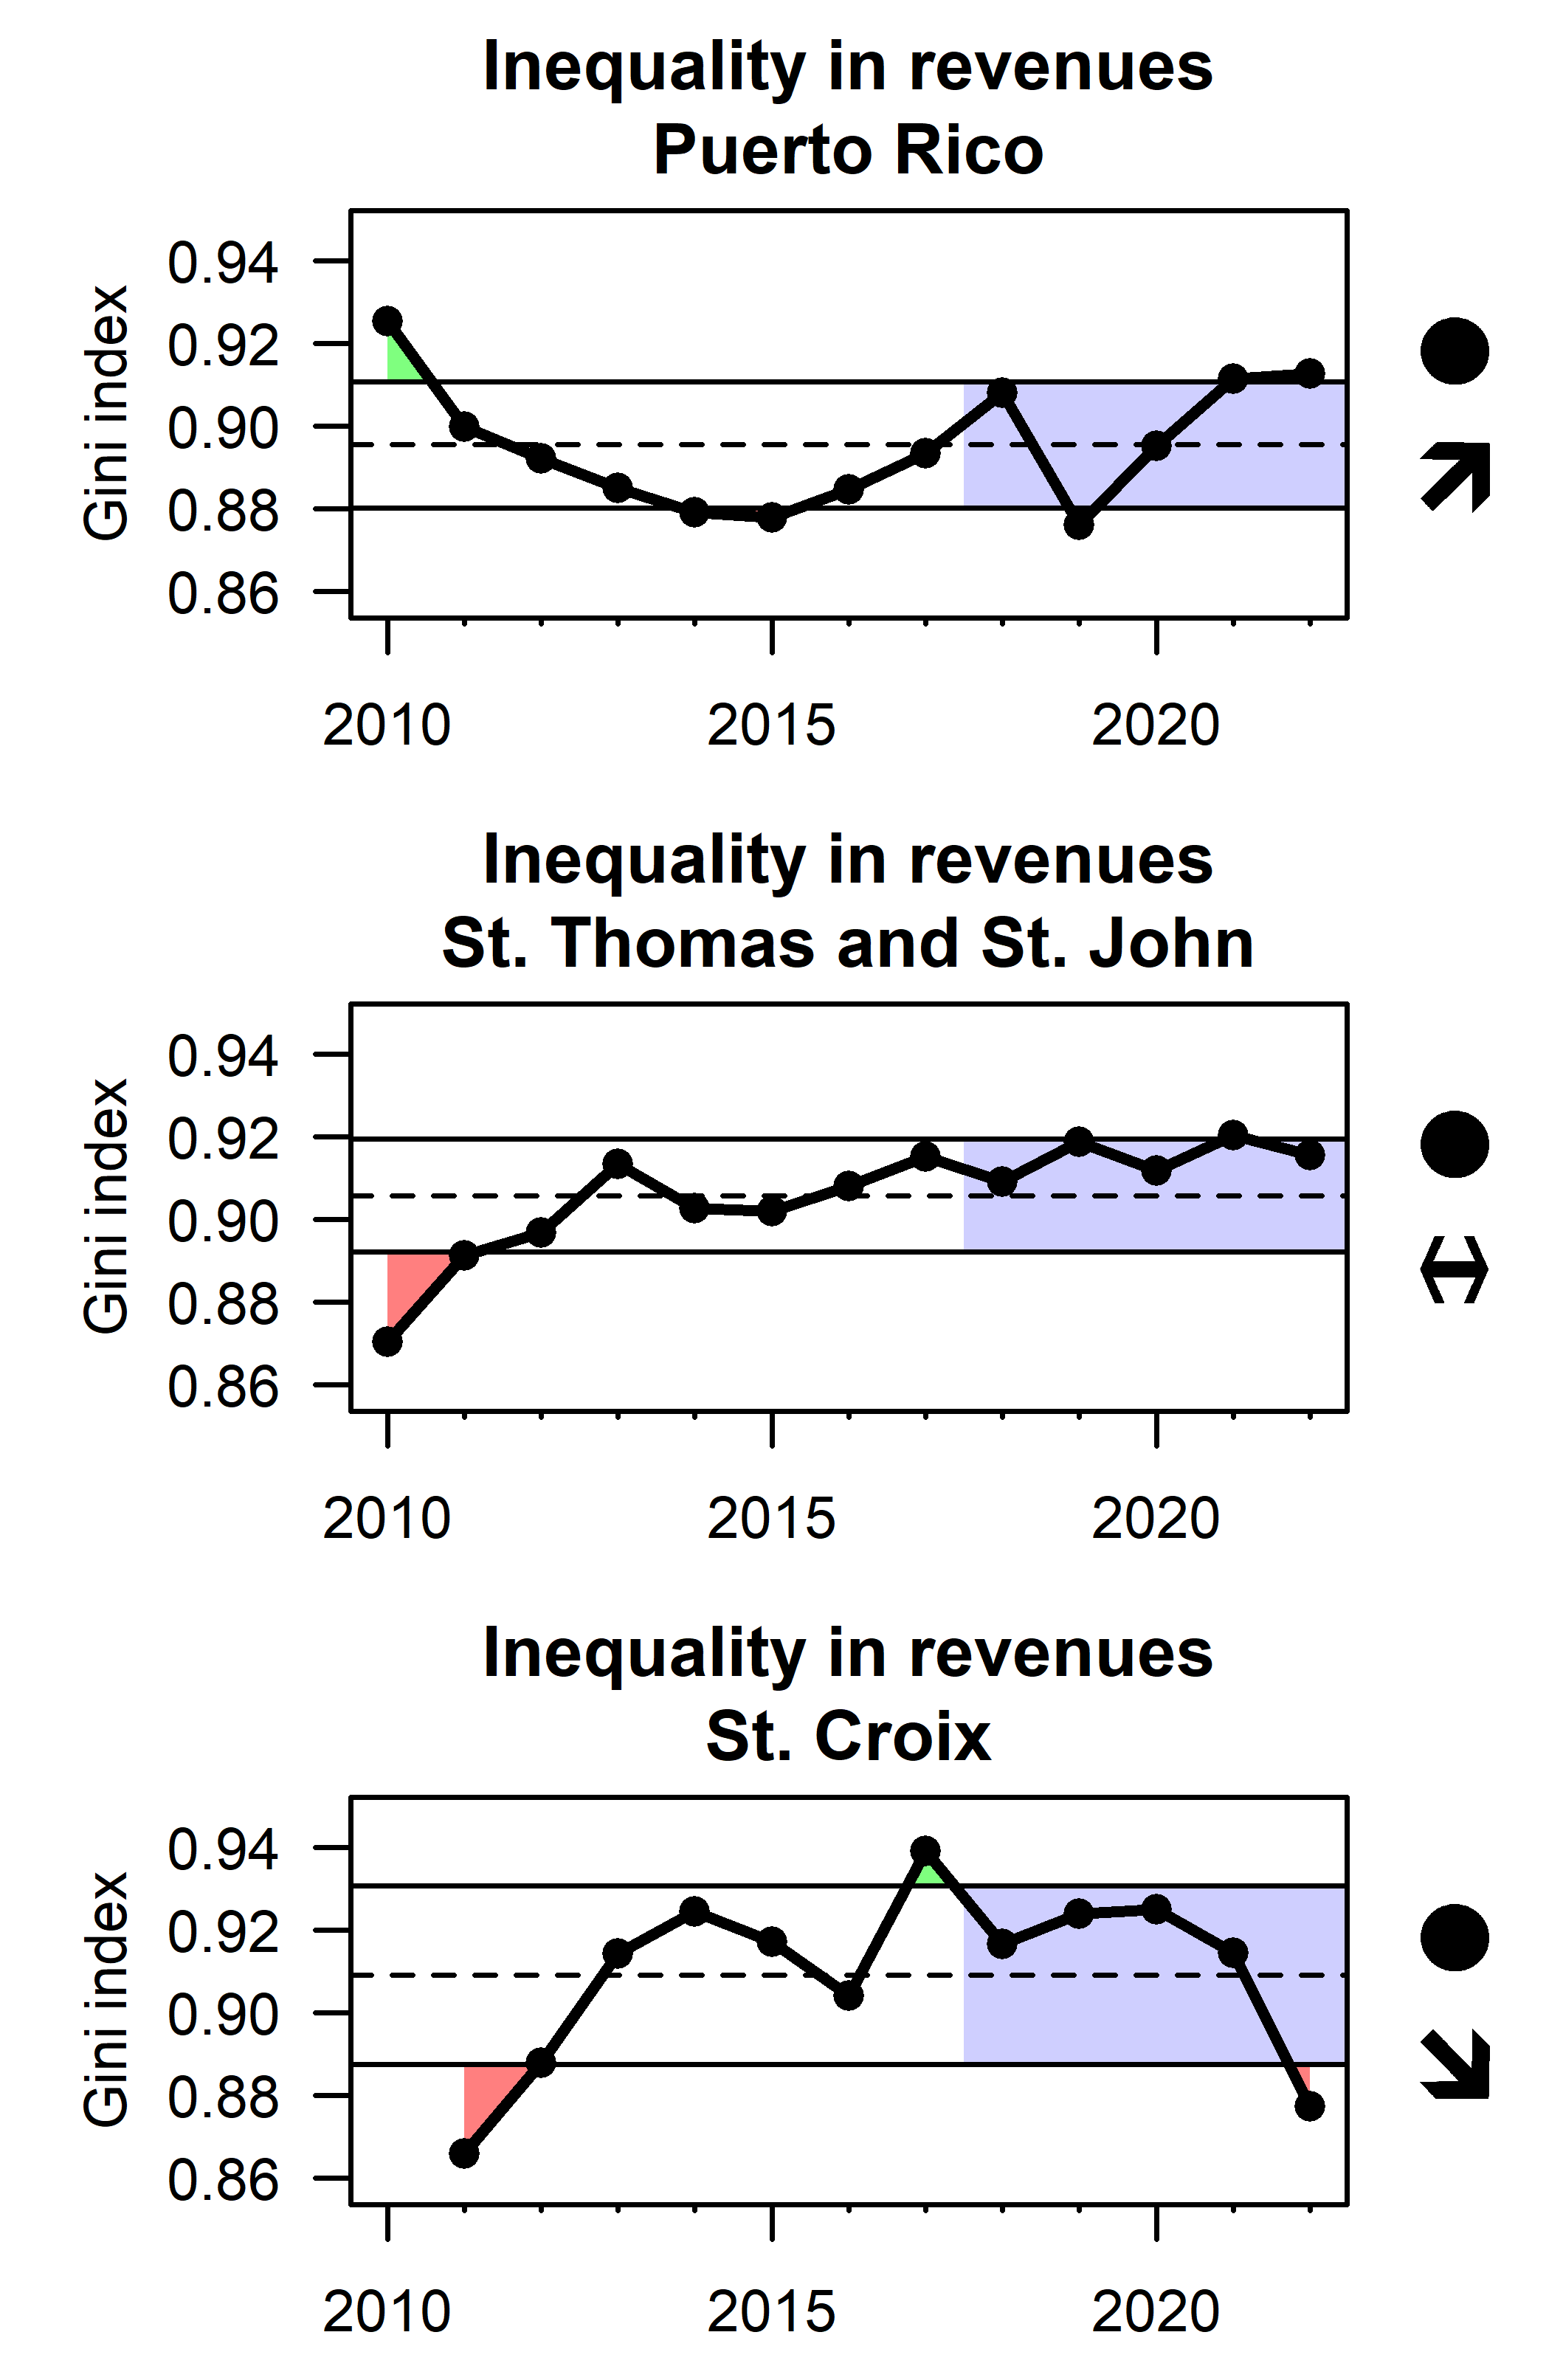 Inequality in revenues
Puerto Rico
Gini index
0.94
0.92
0.90
0.88
0.86
2010 2015 2020
Inequality in revenues
St. Thomas and St. John
Gini index
0.94
0.92
0.90
0.88
0.86
2010 2015 2020
Inequality in revenues
St. Croix
Gini index
0.94
0.92
0.90
0.88
0.86
2010 2015 2020